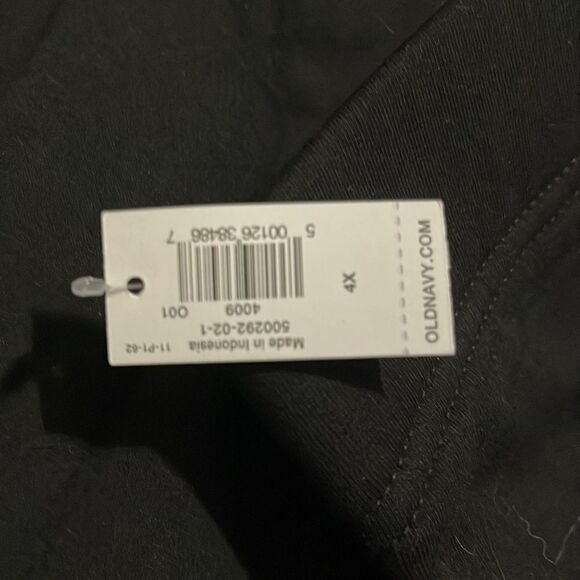 11-P1-62
Made in Indonesia
500292-02-1
4009 001
5 00126 38486 7
4X
OLDNAVY.COM